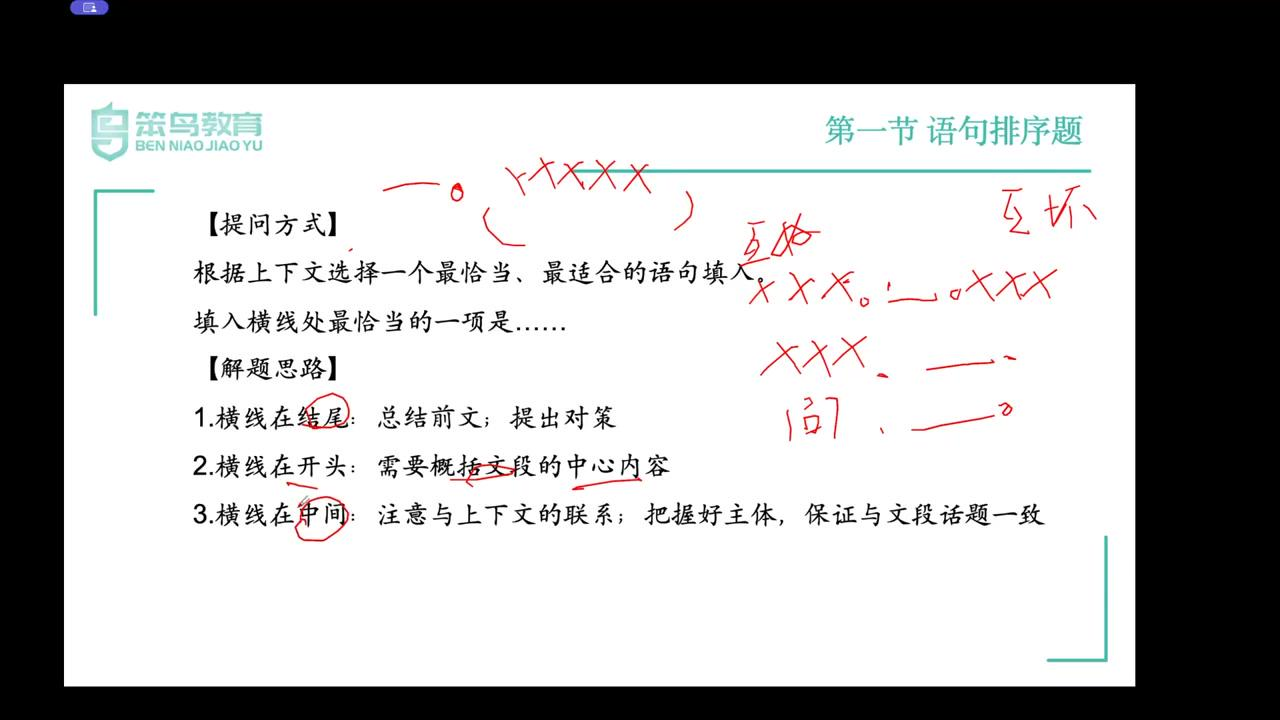 笨鸟教育
BEN NIAO JIAO YU
第一节 语句排序题
【提问方式】
根据上下文选择一个最恰当、最适合的语句填入。
填入横线处最恰当的一项是……
【解题思路】
1.横线在结尾：总结前文；提出对策
2.横线在开头：需要概括文段的中心内容
3.横线在中间：注意与上下文的联系；把握好主体，保证与文段话题一致
XXXXX
XXX。 。XXX
XXX.
问